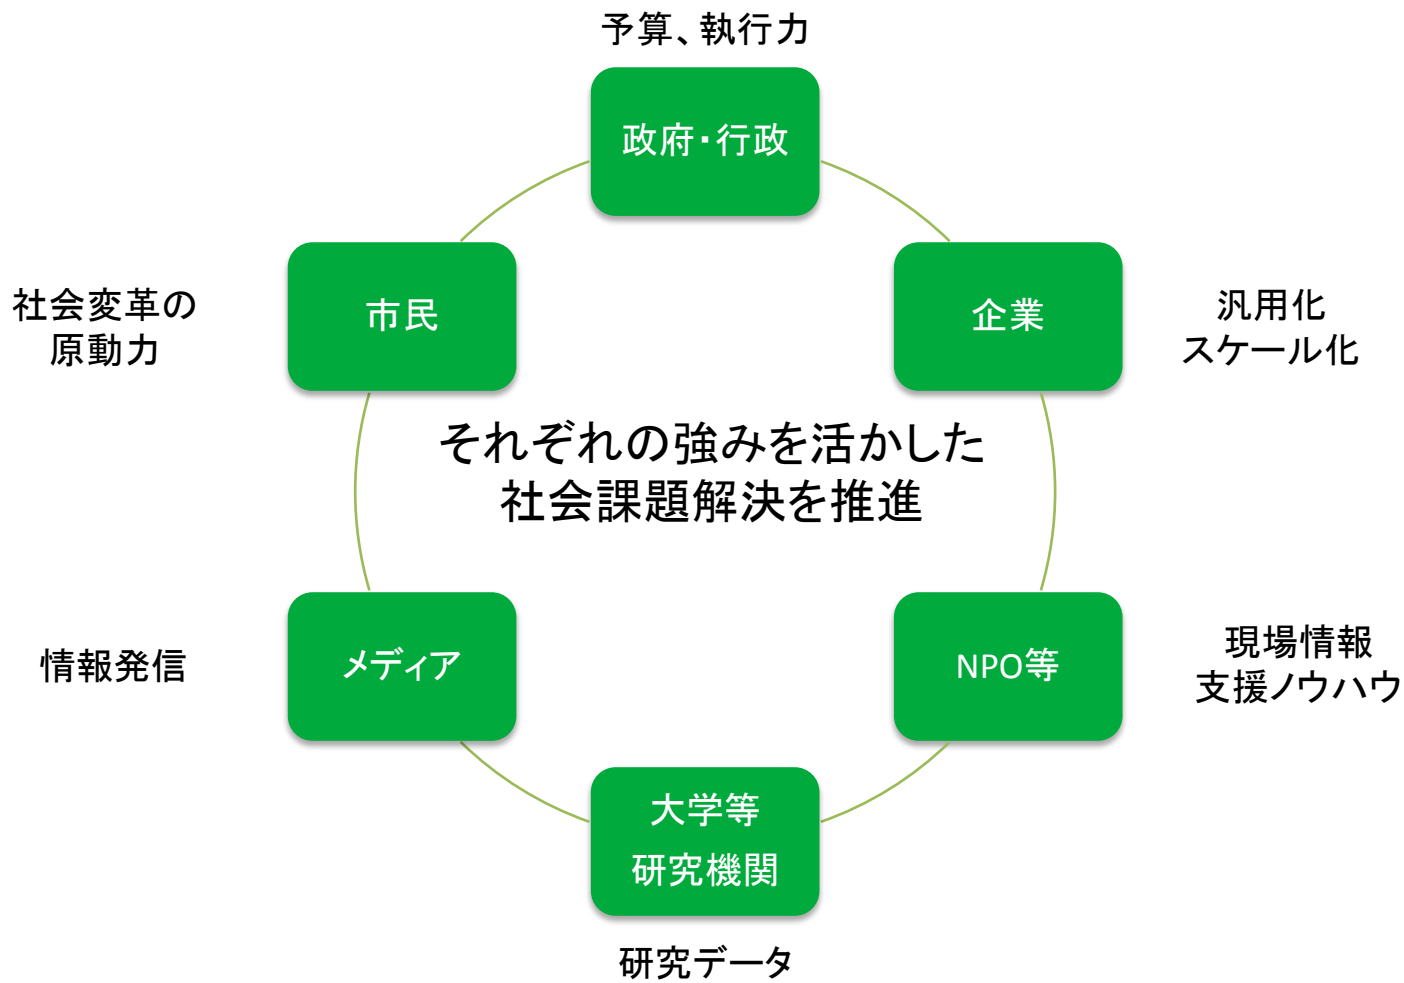 予算、執行力
政府・行政
市民
社会変革の
原動力
企業
汎用化
スケール化
それぞれの強みを活かした
社会課題解決を推進
メディア
情報発信
NPO等
現場情報
支援ノウハウ
大学等
研究機関
研究データ